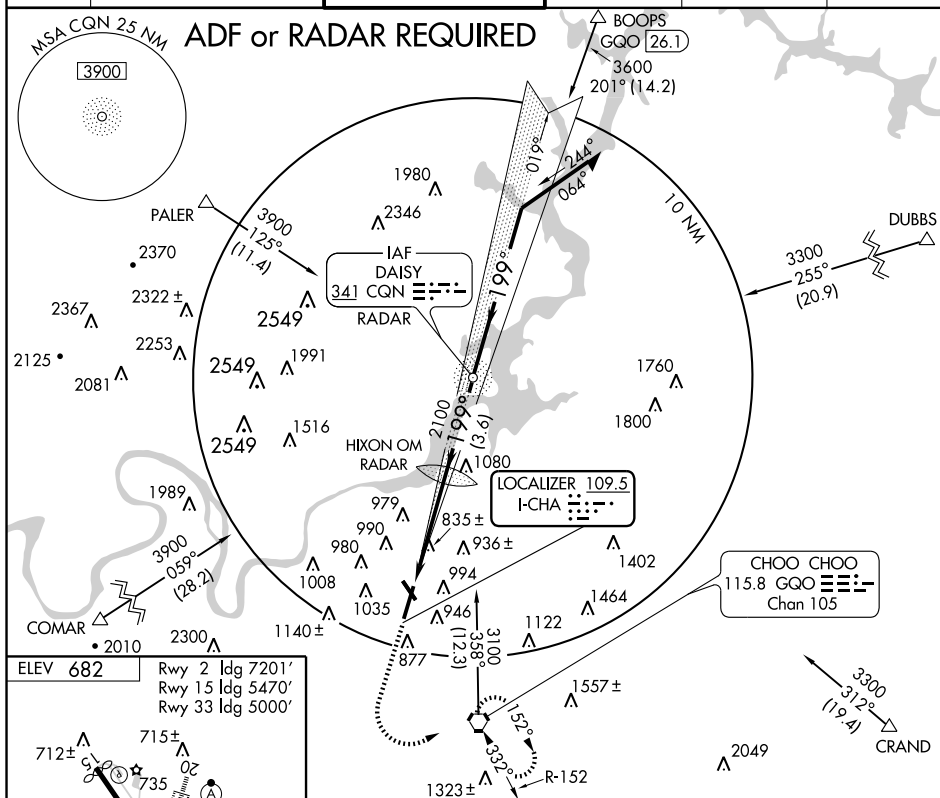 MSA CQN 25 NM
3900
ADF or RADAR REQUIRED
BOOPS
GQO 26.1
3600
201° (14.2)
019°
244°
064°
10 NM
1980
2346
PALER
3900
125°
(11.4)
2370
IAF
DAISY
341 CQN
RADAR
199°
DUBBS
3300
255°
(20.9)
2367
2322 ±
2549
2125
2253
2081
2549
1991
1760
1800
2549
1516
2100
199°
(3.6)
HIXON OM
RADAR
1080
LOCALIZER 109.5
I-CHA
1989
979
835 ±
990
936 ±
980
1402
3900
059°
(28.2)
1008
1035
994
946
1464
CHOO CHOO
115.8 GQO
Chan 105
COMAR
2010
2300
1140 ±
877
3100
358°
(12.3)
1122
ELEV 682
Rwy 2 ldg 7201'
Rwy 15 ldg 5470'
Rwy 33 ldg 5000'
1557 ±
152°
332°
R-152
3300
312°
(19.4)
CRAND
2049
1323 ±
712 ±
715 ±
15
P
735
20
A